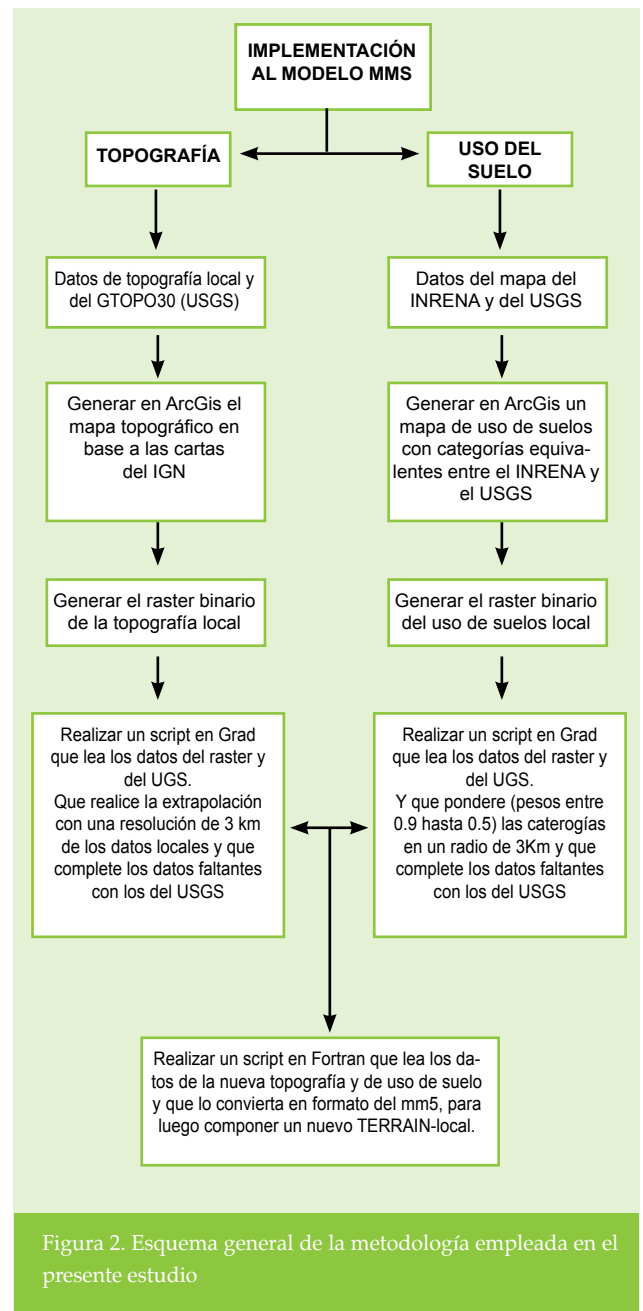 IMPLEMENTACIÓN
AL MODELO MMS
TOPOGRAFÍA
USO DEL
SUELO
Datos de topografía local y
del GTOPO30 (USGS)
Datos del mapa del
INRENA y del USGS
Generar en ArcGis el
mapa topográfico en
base a las cartas
del IGN
Generar en ArcGis un
mapa de uso de suelos
con categorías equiva-
lentes entre el INRENA y
el USGS
Generar el raster binario
de la topografía local
Generar el raster binario
del uso de suelos local
Realizar un script en Grad
que lea los datos del raster y
del UGS.
Que realice la extrapolación
con una resolución de 3 km
de los datos locales y que
complete los datos faltantes
con los del USGS
Realizar un script en Grad
que lea los datos del raster y
del UGS.
Y que pondere (pesos entre
0.9 hasta 0.5) las caterogías
en un radio de 3Km y que
complete los datos faltantes
con los del USGS
Realizar un script en Fortran que lea los da-
tos de la nueva topografía y de uso de suelo
y que lo convierta en formato del mm5, para
luego componer un nuevo TERRAIN-local.
Figura 2. Esquema general de la metodología empleada en el
presente estudio